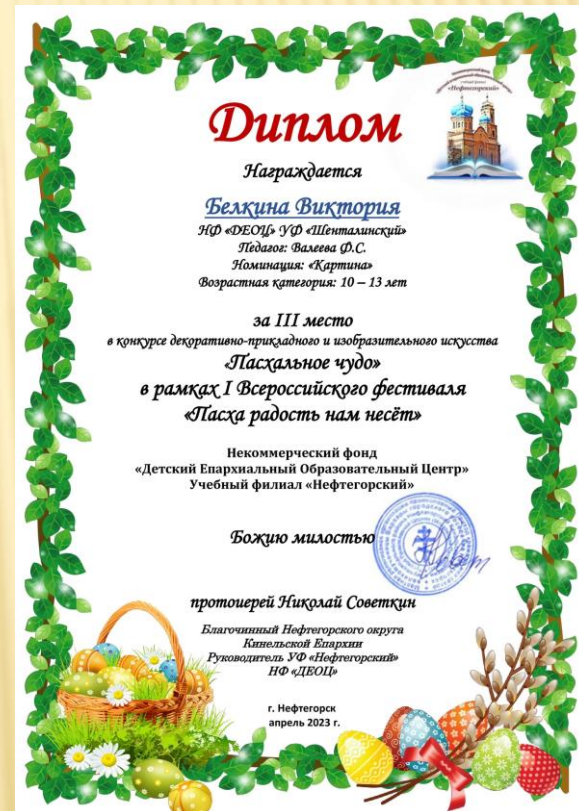 «Нефтегорский»
Диплом
Награждается
Белкина Виктория
НФ «DЕОЦ» УФ «Шенталинский»
Педагог: Валеева Ф.С.
Номинация: «Картина»
Возрастная категория: 10 – 13 лет
за III место
в конкурсе декоративно-прикладного и изобразительного искусства
«Пасхальное чудо»
в рамках I Всероссийского фестиваля
«Пасха радость нам несёт»
Некоммерческий фонд
«Детский Епархиальный Образовательный Центр»
Учебный филиал «Нефтегорский»
Божию милостью
протоиерей Николай Советкин
Благочинный Нефтегорского округа
Кинельской Епархии
Руководитель УФ «Нефтегорский»
НФ «ДЕОЦ»
г. Нефтегорск
апрель 2023 г.